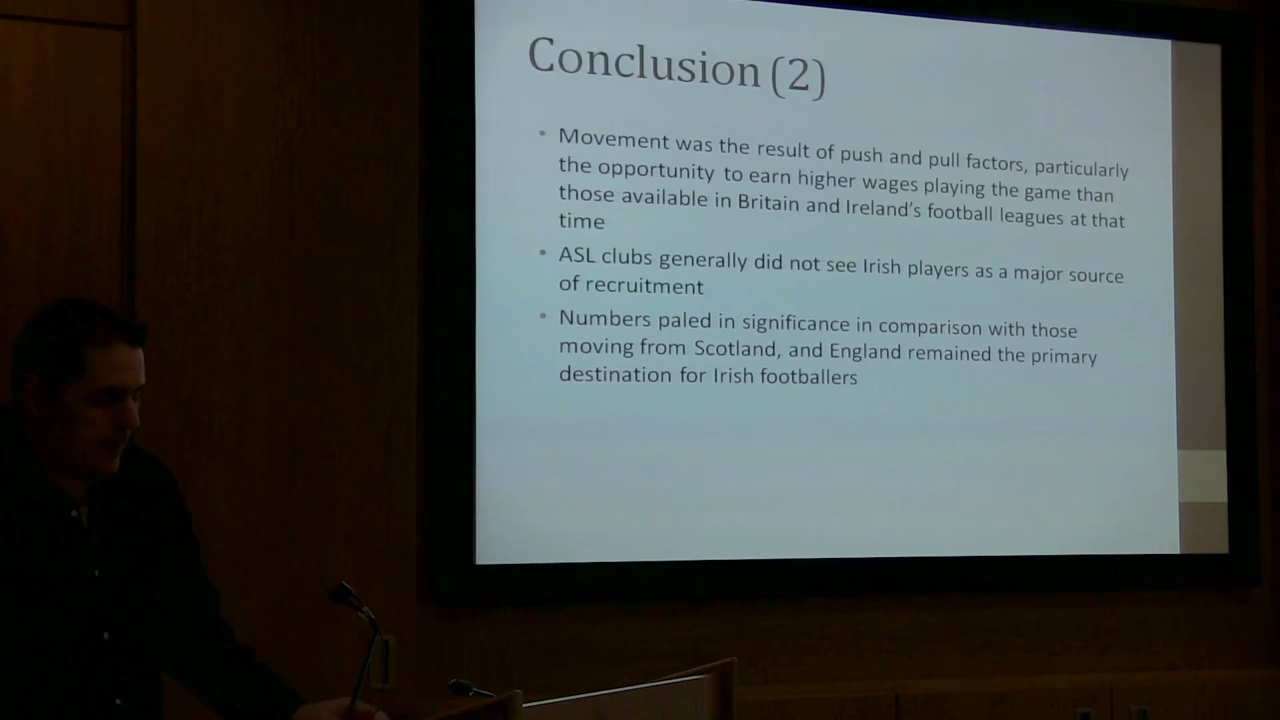 Conclusion (2)
• Movement was the result of push and pull factors, particularly
the opportunity to earn higher wages playing the game than
those available in Britain and Ireland's football leagues at that
time
• ASL clubs generally did not see Irish players as a major source
of recruitment
• Numbers paled in significance in comparison with those
moving from Scotland, and England remained the primary
destination for Irish footballers